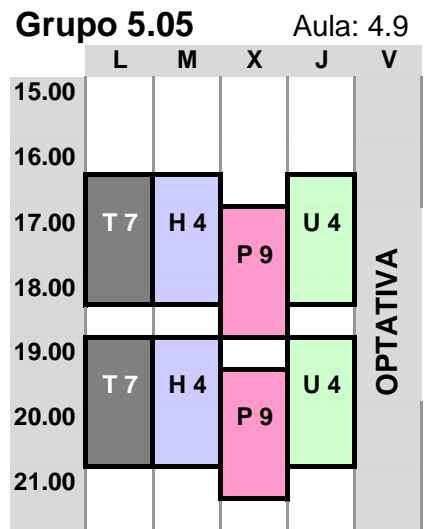 Grupo 5.05 Aula: 4.9
L M X J V
15.00
16.00
17.00 T 7 H 4 U 4
P 9
18.00
OPTATIVA
19.00
T 7 H 4 U 4
20.00 P 9
21.00